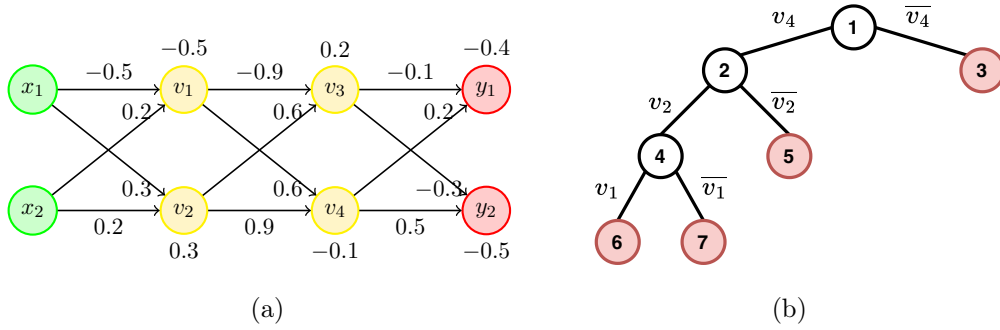 −0.5 0.2 −0.4
x₁ −0.5 v₁ −0.9 v₃ −0.1 y₁
0.2 0.6 0.2
0.3 0.6 −0.3
x₂ 0.2 v₂ 0.9 v₄ 0.5 y₂
0.3 −0.1 −0.5
(a)
v₄ 1 v̅₄
2 3
v₂ v̅₂
4 5
v₁ v̅₁
6 7
(b)